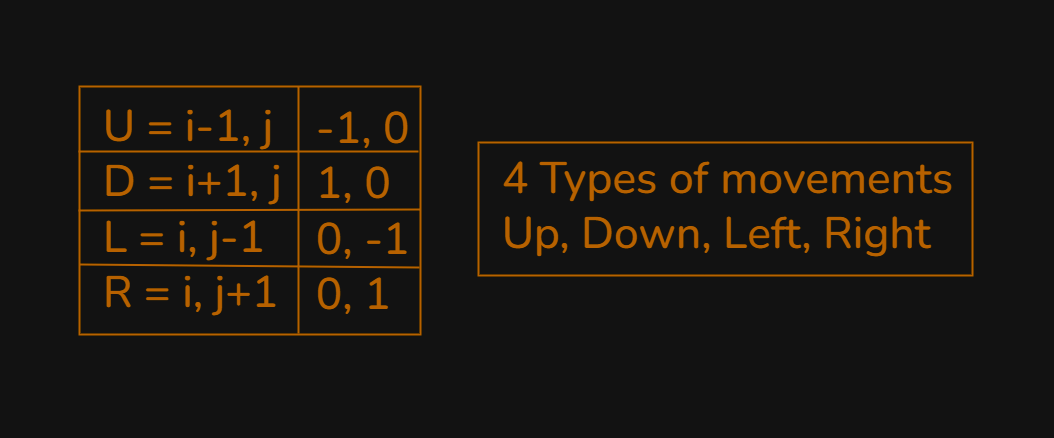 U = i-1, j -1, 0
D = i+1, j 1, 0
L = i, j-1 0, -1
R = i, j+1 0, 1
4 Types of movements
Up, Down, Left, Right